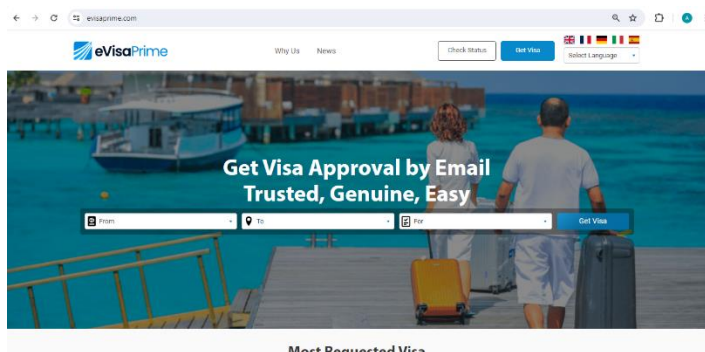 evisaprime.com
eVisaPrime
Why Us
News
Check Status
Get Visa
Select Language
Get Visa Approval by Email
Trusted, Genuine, Easy
From
To
For
Get Visa
Most Requested Visa